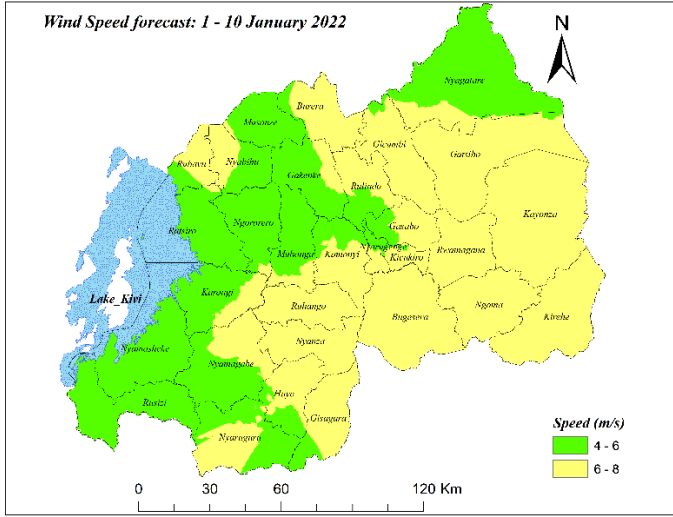 Wind Speed forecast: 1 - 10 January 2022
N
Nyagatare
Burera
Musanze
Gicumbi
Gatsibo
Rubavu
Nyabihu
Gakenke
Rulindo
Kayonza
Rutsiro
Ngororero
Gasabo
Muhanga
Kamonyi
Kicukiro
Rwamagana
Lake_Kivi
Karongi
Ruhango
Bugesera
Ngoma
Kirehe
Nyamasheke
Nyanza
Nyamagabe
Rusizi
Huye
Gisagara
Nyaruguru
Speed (m/s)
4 - 6
6 - 8
0 30 60 120 Km